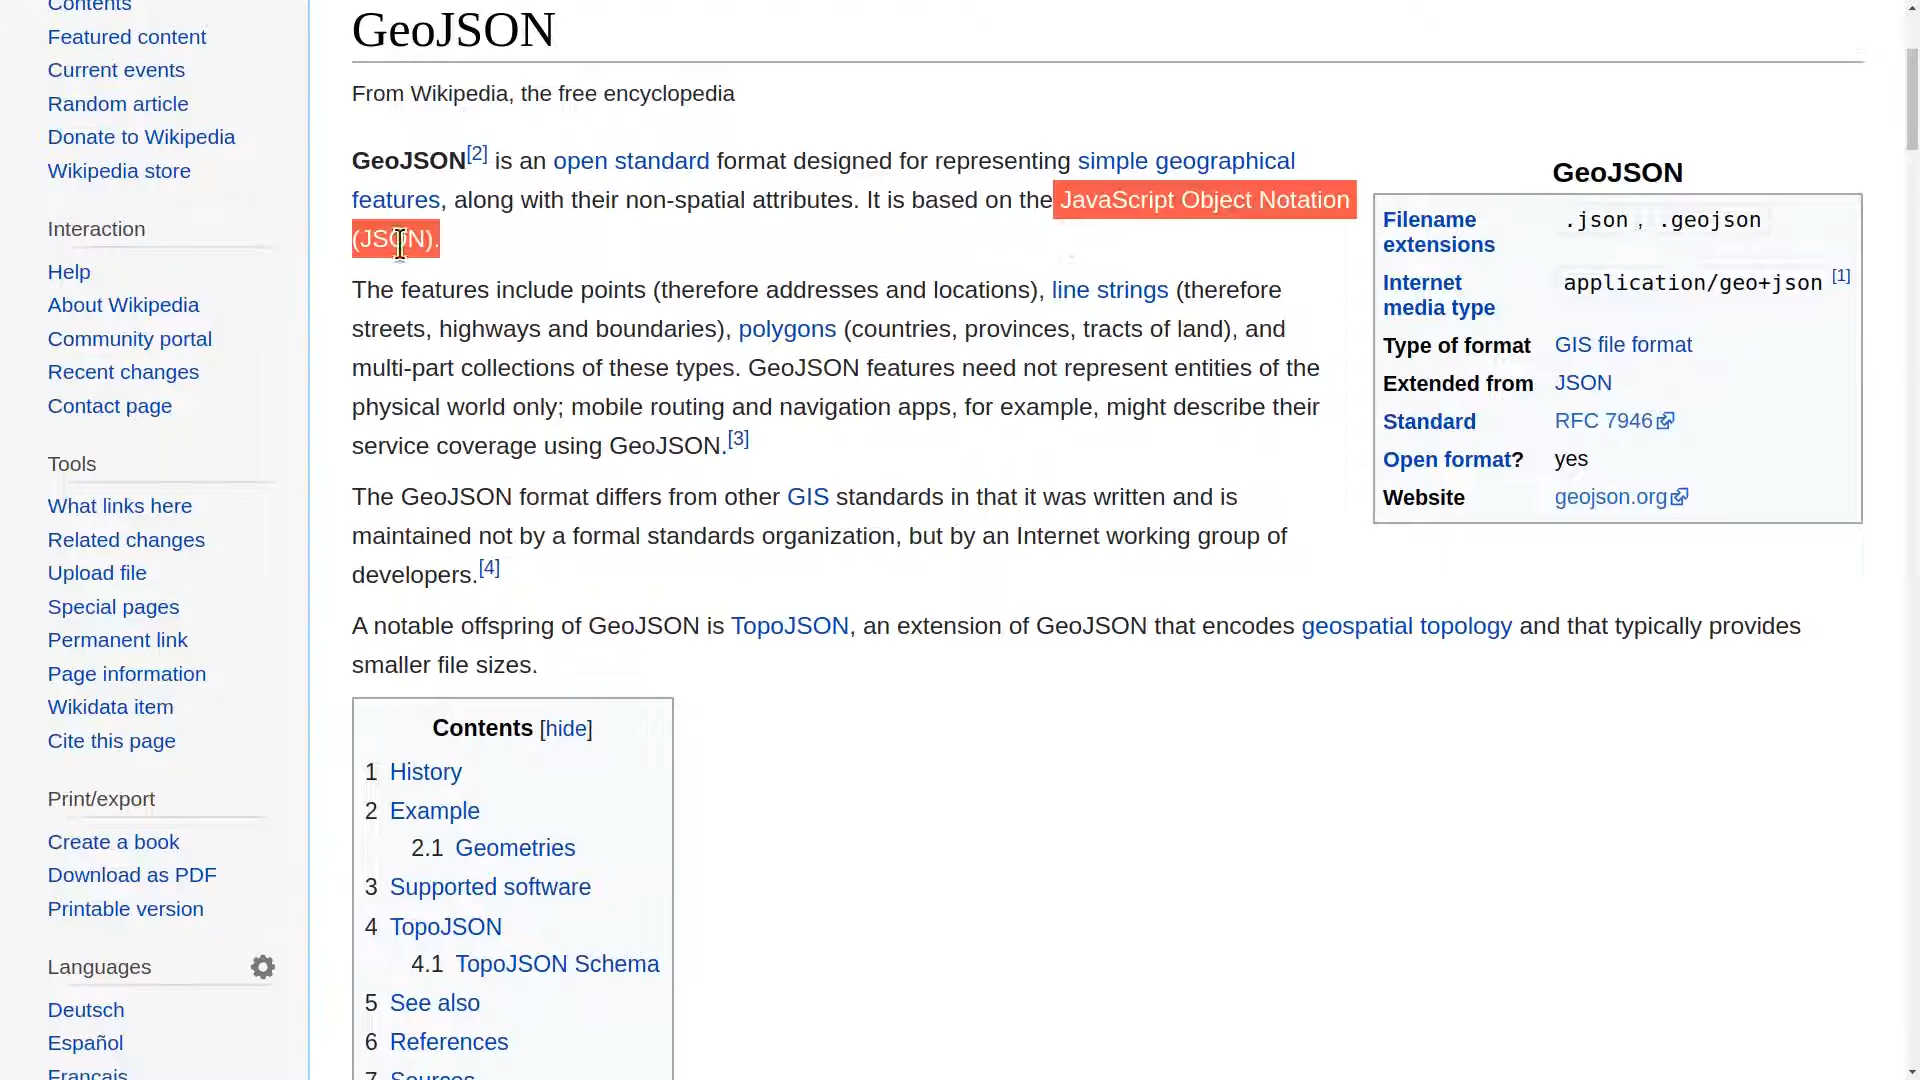 Contents
Featured content
Current events
Random article
Donate to Wikipedia
Wikipedia store
Interaction
Help
About Wikipedia
Community portal
Recent changes
Contact page
Tools
What links here
Related changes
Upload file
Special pages
Permanent link
Page information
Wikidata item
Cite this page
Print/export
Create a book
Download as PDF
Printable version
Languages
Deutsch
Español
Français
GeoJSON
From Wikipedia, the free encyclopedia
GeoJSON[2] is an open standard format designed for representing simple geographical
features, along with their non-spatial attributes. It is based on the JavaScript Object Notation
(JSON).
The features include points (therefore addresses and locations), line strings (therefore
streets, highways and boundaries), polygons (countries, provinces, tracts of land), and
multi-part collections of these types. GeoJSON features need not represent entities of the
physical world only; mobile routing and navigation apps, for example, might describe their
service coverage using GeoJSON.[3]
The GeoJSON format differs from other GIS standards in that it was written and is
maintained not by a formal standards organization, but by an Internet working group of
developers.[4]
A notable offspring of GeoJSON is TopoJSON, an extension of GeoJSON that encodes geospatial topology and that typically provides
smaller file sizes.
GeoJSON
Filename extensions .json, .geojson
Internet media type application/geo+json [1]
Type of format GIS file format
Extended from JSON
Standard RFC 7946
Open format? yes
Website geojson.org
Contents [hide]
1 History
2 Example
2.1 Geometries
3 Supported software
4 TopoJSON
4.1 TopoJSON Schema
5 See also
6 References
7 Sources